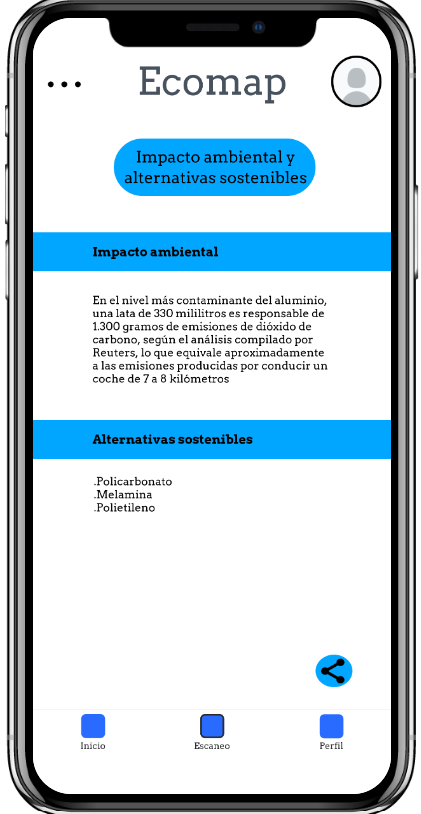 Ecomap
Impacto ambiental y
alternativas sostenibles
Impacto ambiental
En el nivel más contaminante del aluminio,
una lata de 330 mililitros es responsable de
1.300 gramos de emisiones de dióxido de
carbono, según el análisis compilado por
Reuters, lo que equivale aproximadamente
a las emisiones producidas por conducir un
coche de 7 a 8 kilómetros
Alternativas sostenibles
.Policarbonato
.Melamina
.Polietileno
Inicio
Escaneo
Perfil